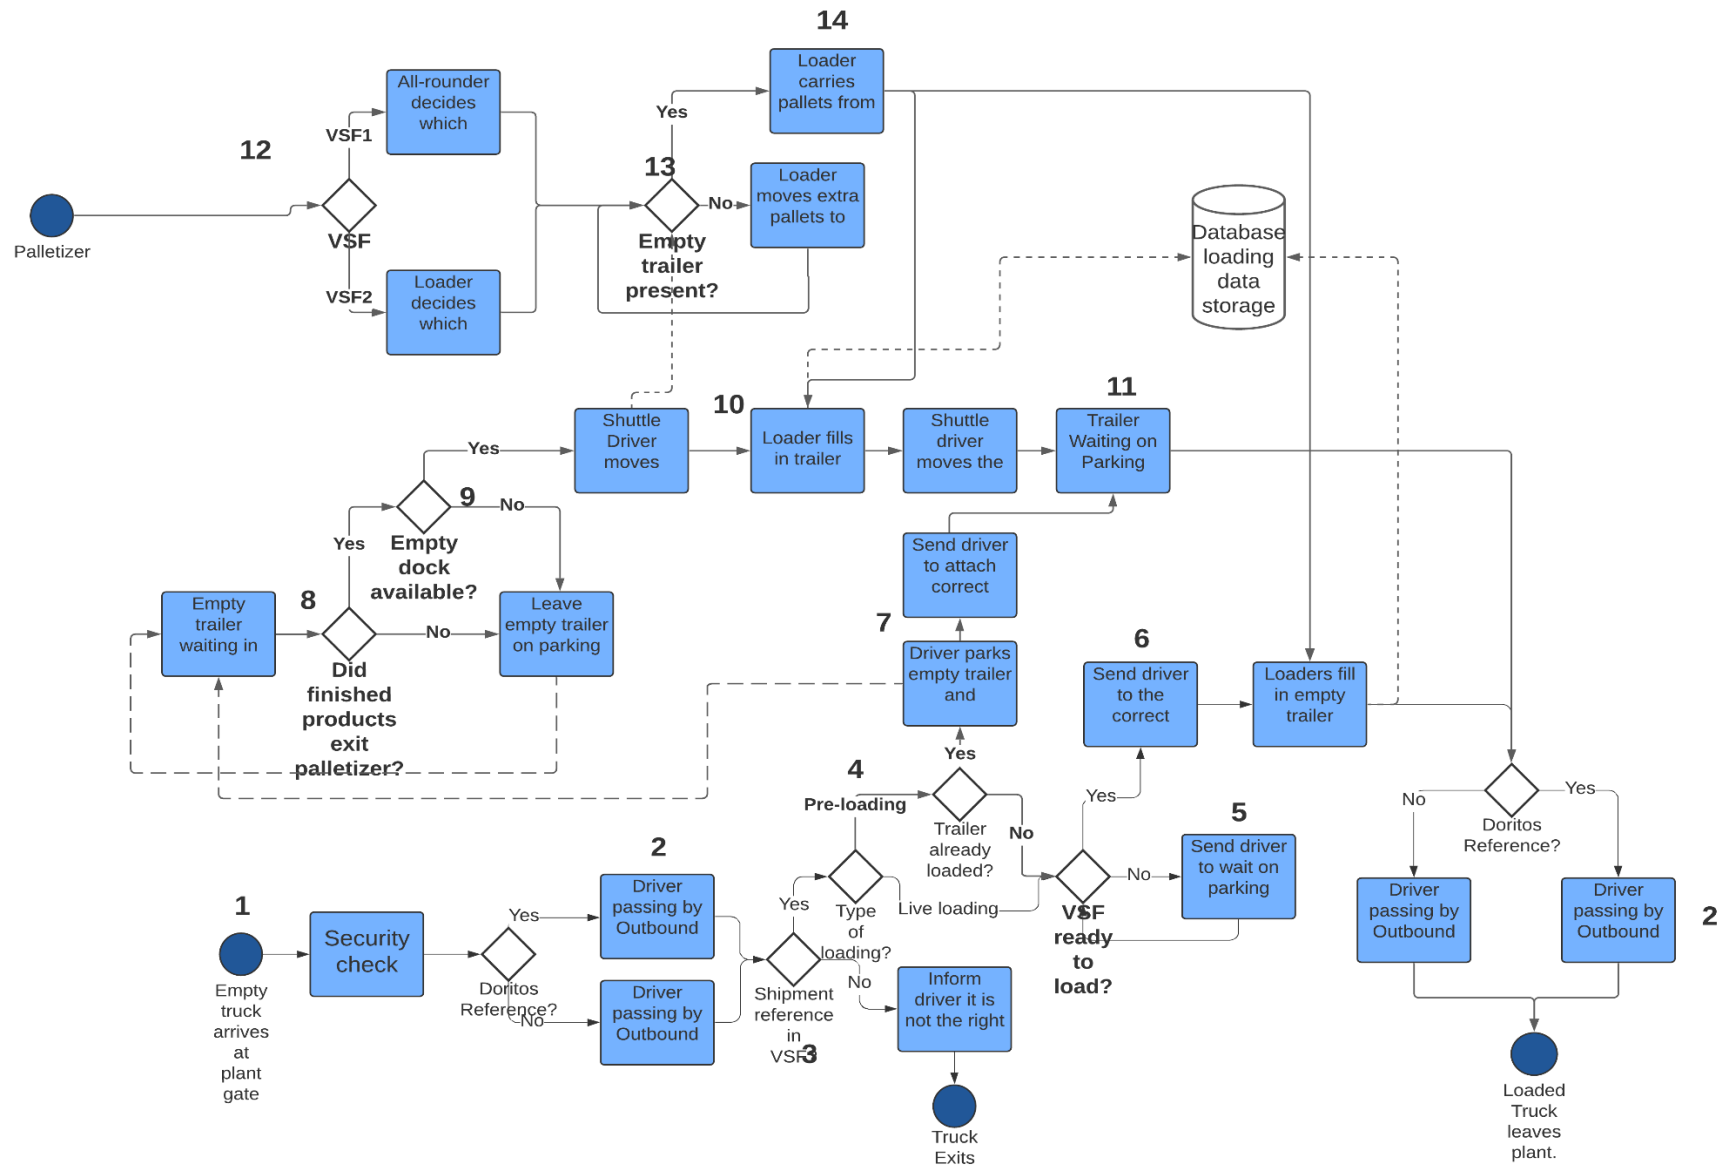 14
Loader
carries
pallets from
All-rounder
decides
which
Yes
VSF1
12
13
Loader
moves extra
pallets to
No
Palletizer
VSF
Empty
trailer
present?
Database
loading
data
storage
VSF2
Loader
decides
which
11
10
Shuttle
Driver
moves
Loader fills
in trailer
Shuttle
driver
moves the
Trailer
Waiting on
Parking
Yes
9
No
Yes
Empty
dock
available?
Send driver
to attach
correct
8
Empty
trailer
waiting in
No
Leave
empty trailer
on parking
7
6
Did
finished
products
exit
palletizer?
Driver parks
empty trailer
and
Send driver
to the
correct
Loaders fill
in empty
trailer
Yes
4
Pre-loading
Yes
No
Yes
Trailer
already
loaded?
No
5
Doritos
Reference?
2
Send driver
to wait on
parking
No
1
Driver
passing by
Outbound
Yes
Yes
Type
of
loading?
Live loading
VSF
ready
to
load?
Driver
passing by
Outbound
Driver
passing by
Outbound
2
Security
check
Empty
truck
arrives
at
plant
gate
Doritos
Reference?
No
Driver
passing by
Outbound
Shipment
reference
in
VSF
3
No
Inform
driver it is
not the right
Truck
Exits
Loaded
Truck
leaves
plant.